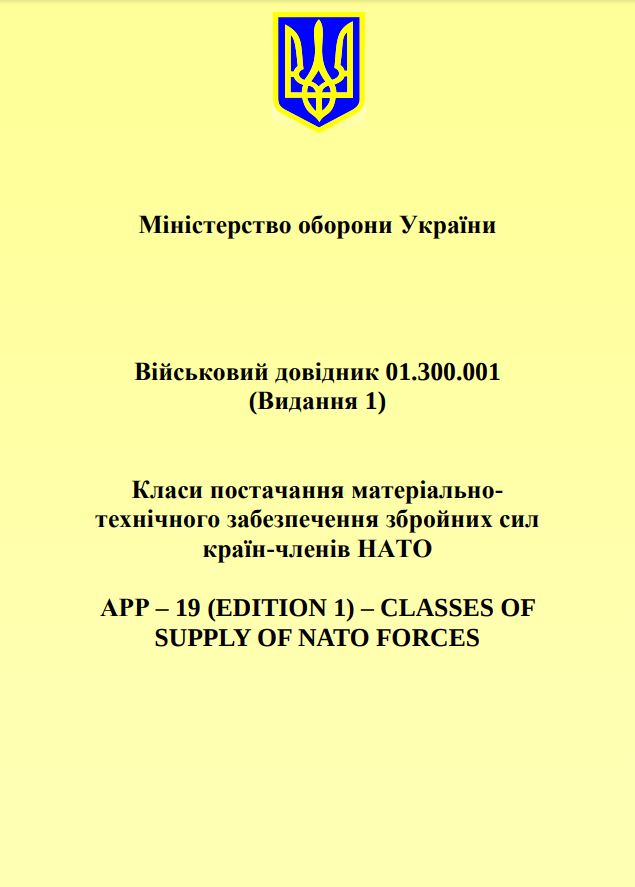 Міністерство оборони України
Військовий довідник 01.300.001
(Видання 1)
Класи постачання матеріально-
технічного забезпечення збройних сил
країн-членів НАТО
APP – 19 (EDITION 1) – CLASSES OF
SUPPLY OF NATO FORCES